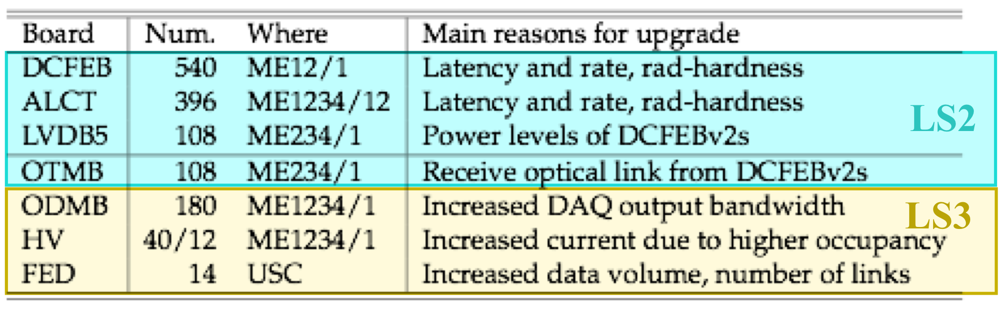 Board Num. Where Main reasons for upgrade
DCFEB 540 ME12/1 Latency and rate, rad-hardness
ALCT 396 ME1234/12 Latency and rate, rad-hardness
LS2
LVDB5 108 ME234/1 Power levels of DCFEBv2s
OTMB 108 ME234/1 Receive optical link from DCFEBv2s
ODMB 180 ME1234/1 Increased DAQ output bandwidth
LS3
HV 40/12 ME1234/1 Increased current due to higher occupancy
FED 14 USC Increased data volume, number of links